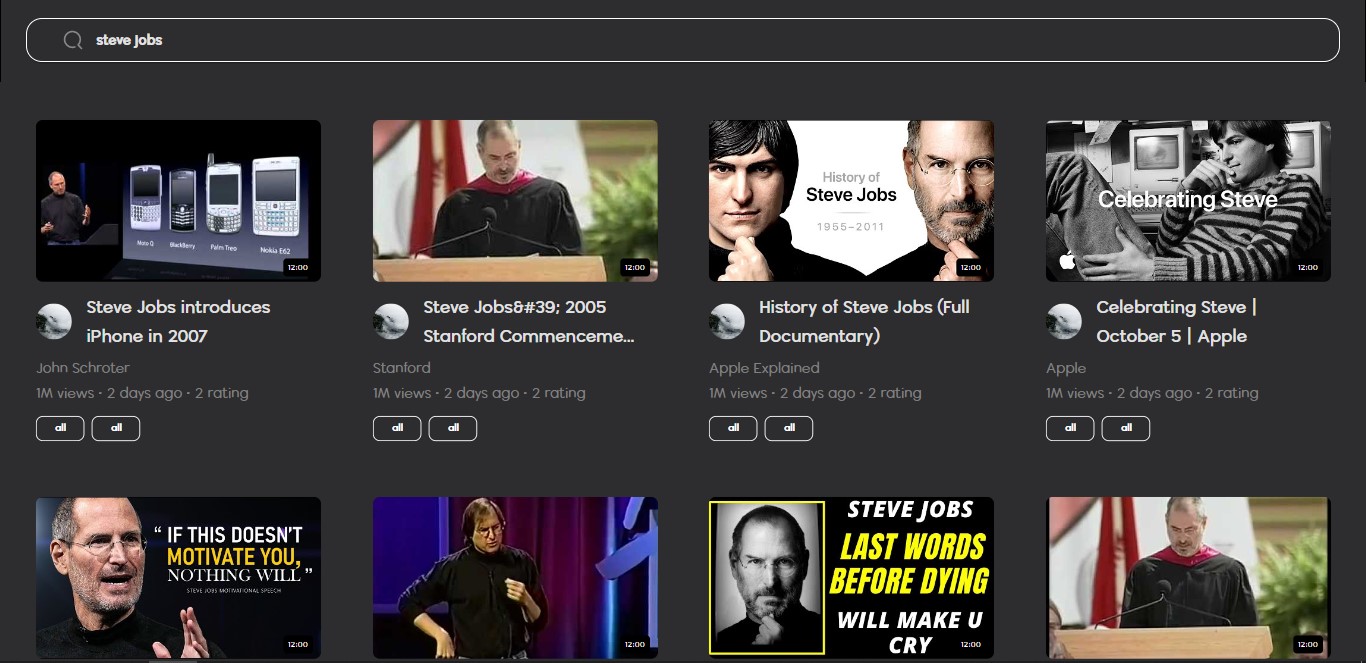 steve jobs
Moto Q
BlackBerry
Palm Treo
Nokia E62
12:00
12:00
History of
Steve Jobs
1955–2011
12:00
Celebrating Steve
12:00
Steve Jobs introduces
iPhone in 2007
Steve Jobs&#39; 2005
Stanford Commenceme...
History of Steve Jobs (Full
Documentary)
Celebrating Steve |
October 5 | Apple
John Schroter
Stanford
Apple Explained
Apple
1M views • 2 days ago • 2 rating
1M views • 2 days ago • 2 rating
1M views • 2 days ago • 2 rating
1M views • 2 days ago • 2 rating
all all
all all
all all
all all
“ IF THIS DOESN'T
MOTIVATE YOU,
NOTHING WILL ”
STEVE JOBS MOTIVATIONAL SPEECH
12:00
12:00
STEVE JOBS
LAST WORDS
BEFORE DYING
WILL MAKE U
CRY
12:00
12:00